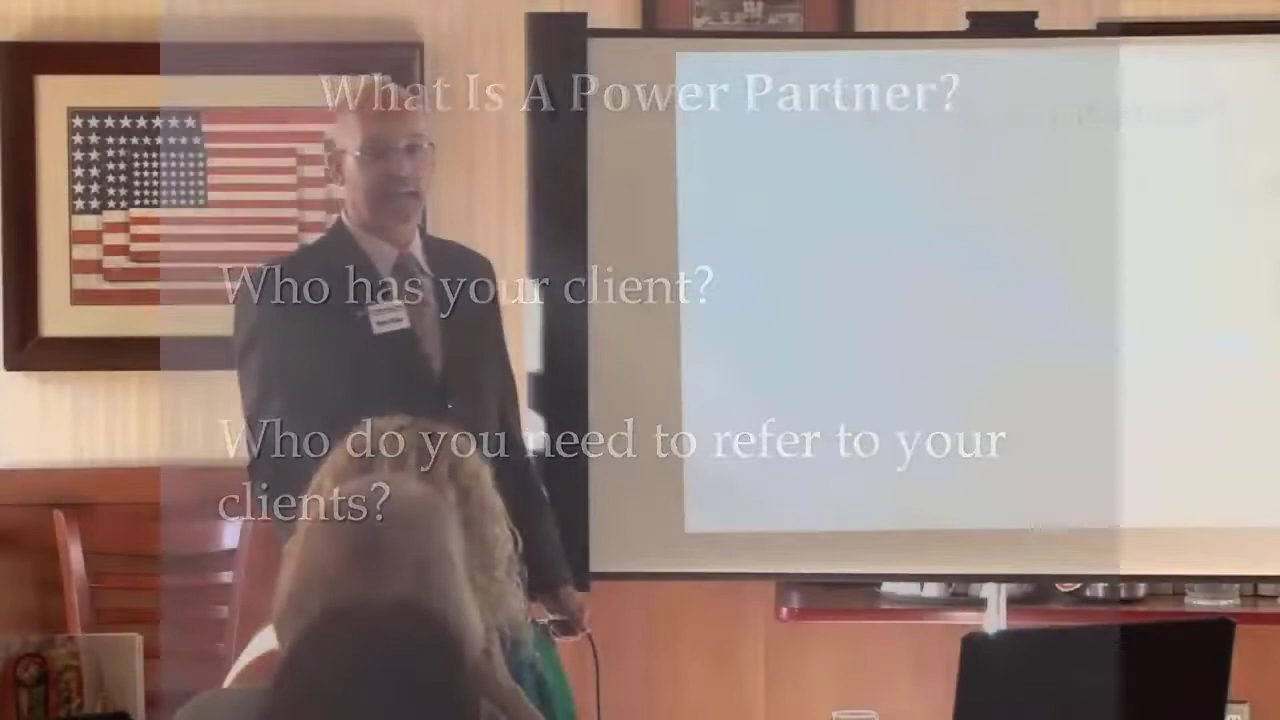 What Is A Power Partner?
Who has your client?
Who do you need to refer to your
clients?